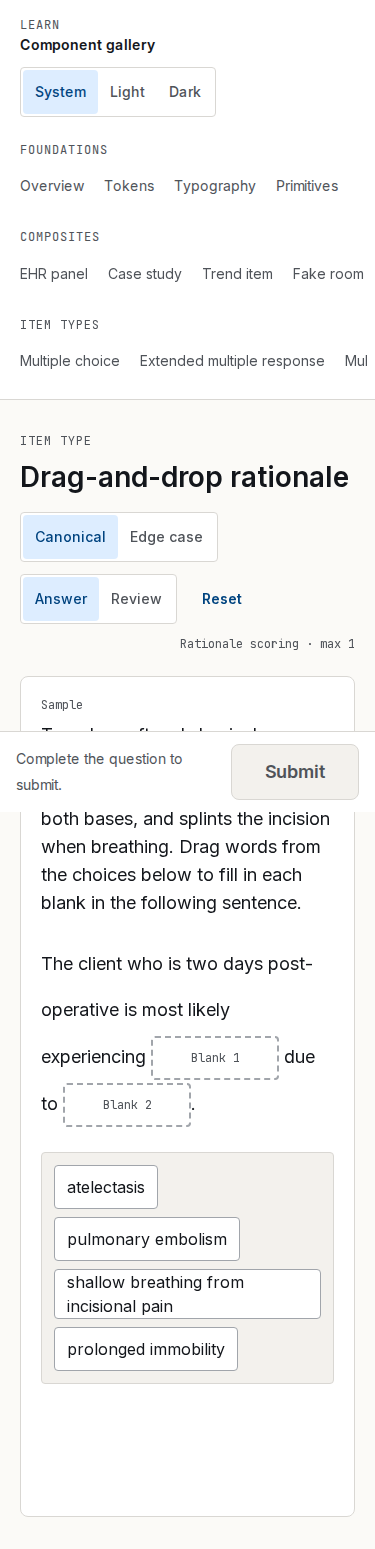 LEARN
Component gallery
System Light Dark
FOUNDATIONS
Overview Tokens Typography Primitives
COMPOSITES
EHR panel Case study Trend item Fake room
ITEM TYPES
Multiple choice Extended multiple response Mul
ITEM TYPE
Drag-and-drop rationale
Canonical Edge case
Answer Review Reset
Rationale scoring · max 1
Sample
Complete the question to
submit.
Submit
both bases, and splints the incision
when breathing. Drag words from
the choices below to fill in each
blank in the following sentence.
The client who is two days post-
operative is most likely
experiencing Blank 1 due
to Blank 2.
atelectasis
pulmonary embolism
shallow breathing from
incisional pain
prolonged immobility